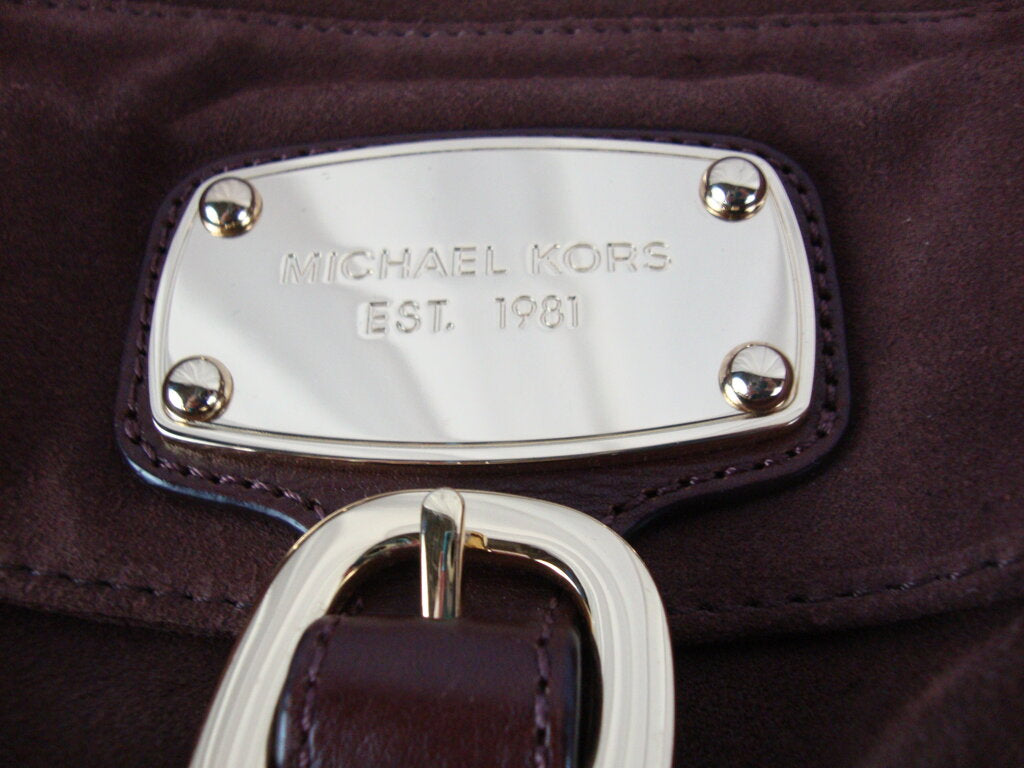 MICHAEL KORS
EST. 1981